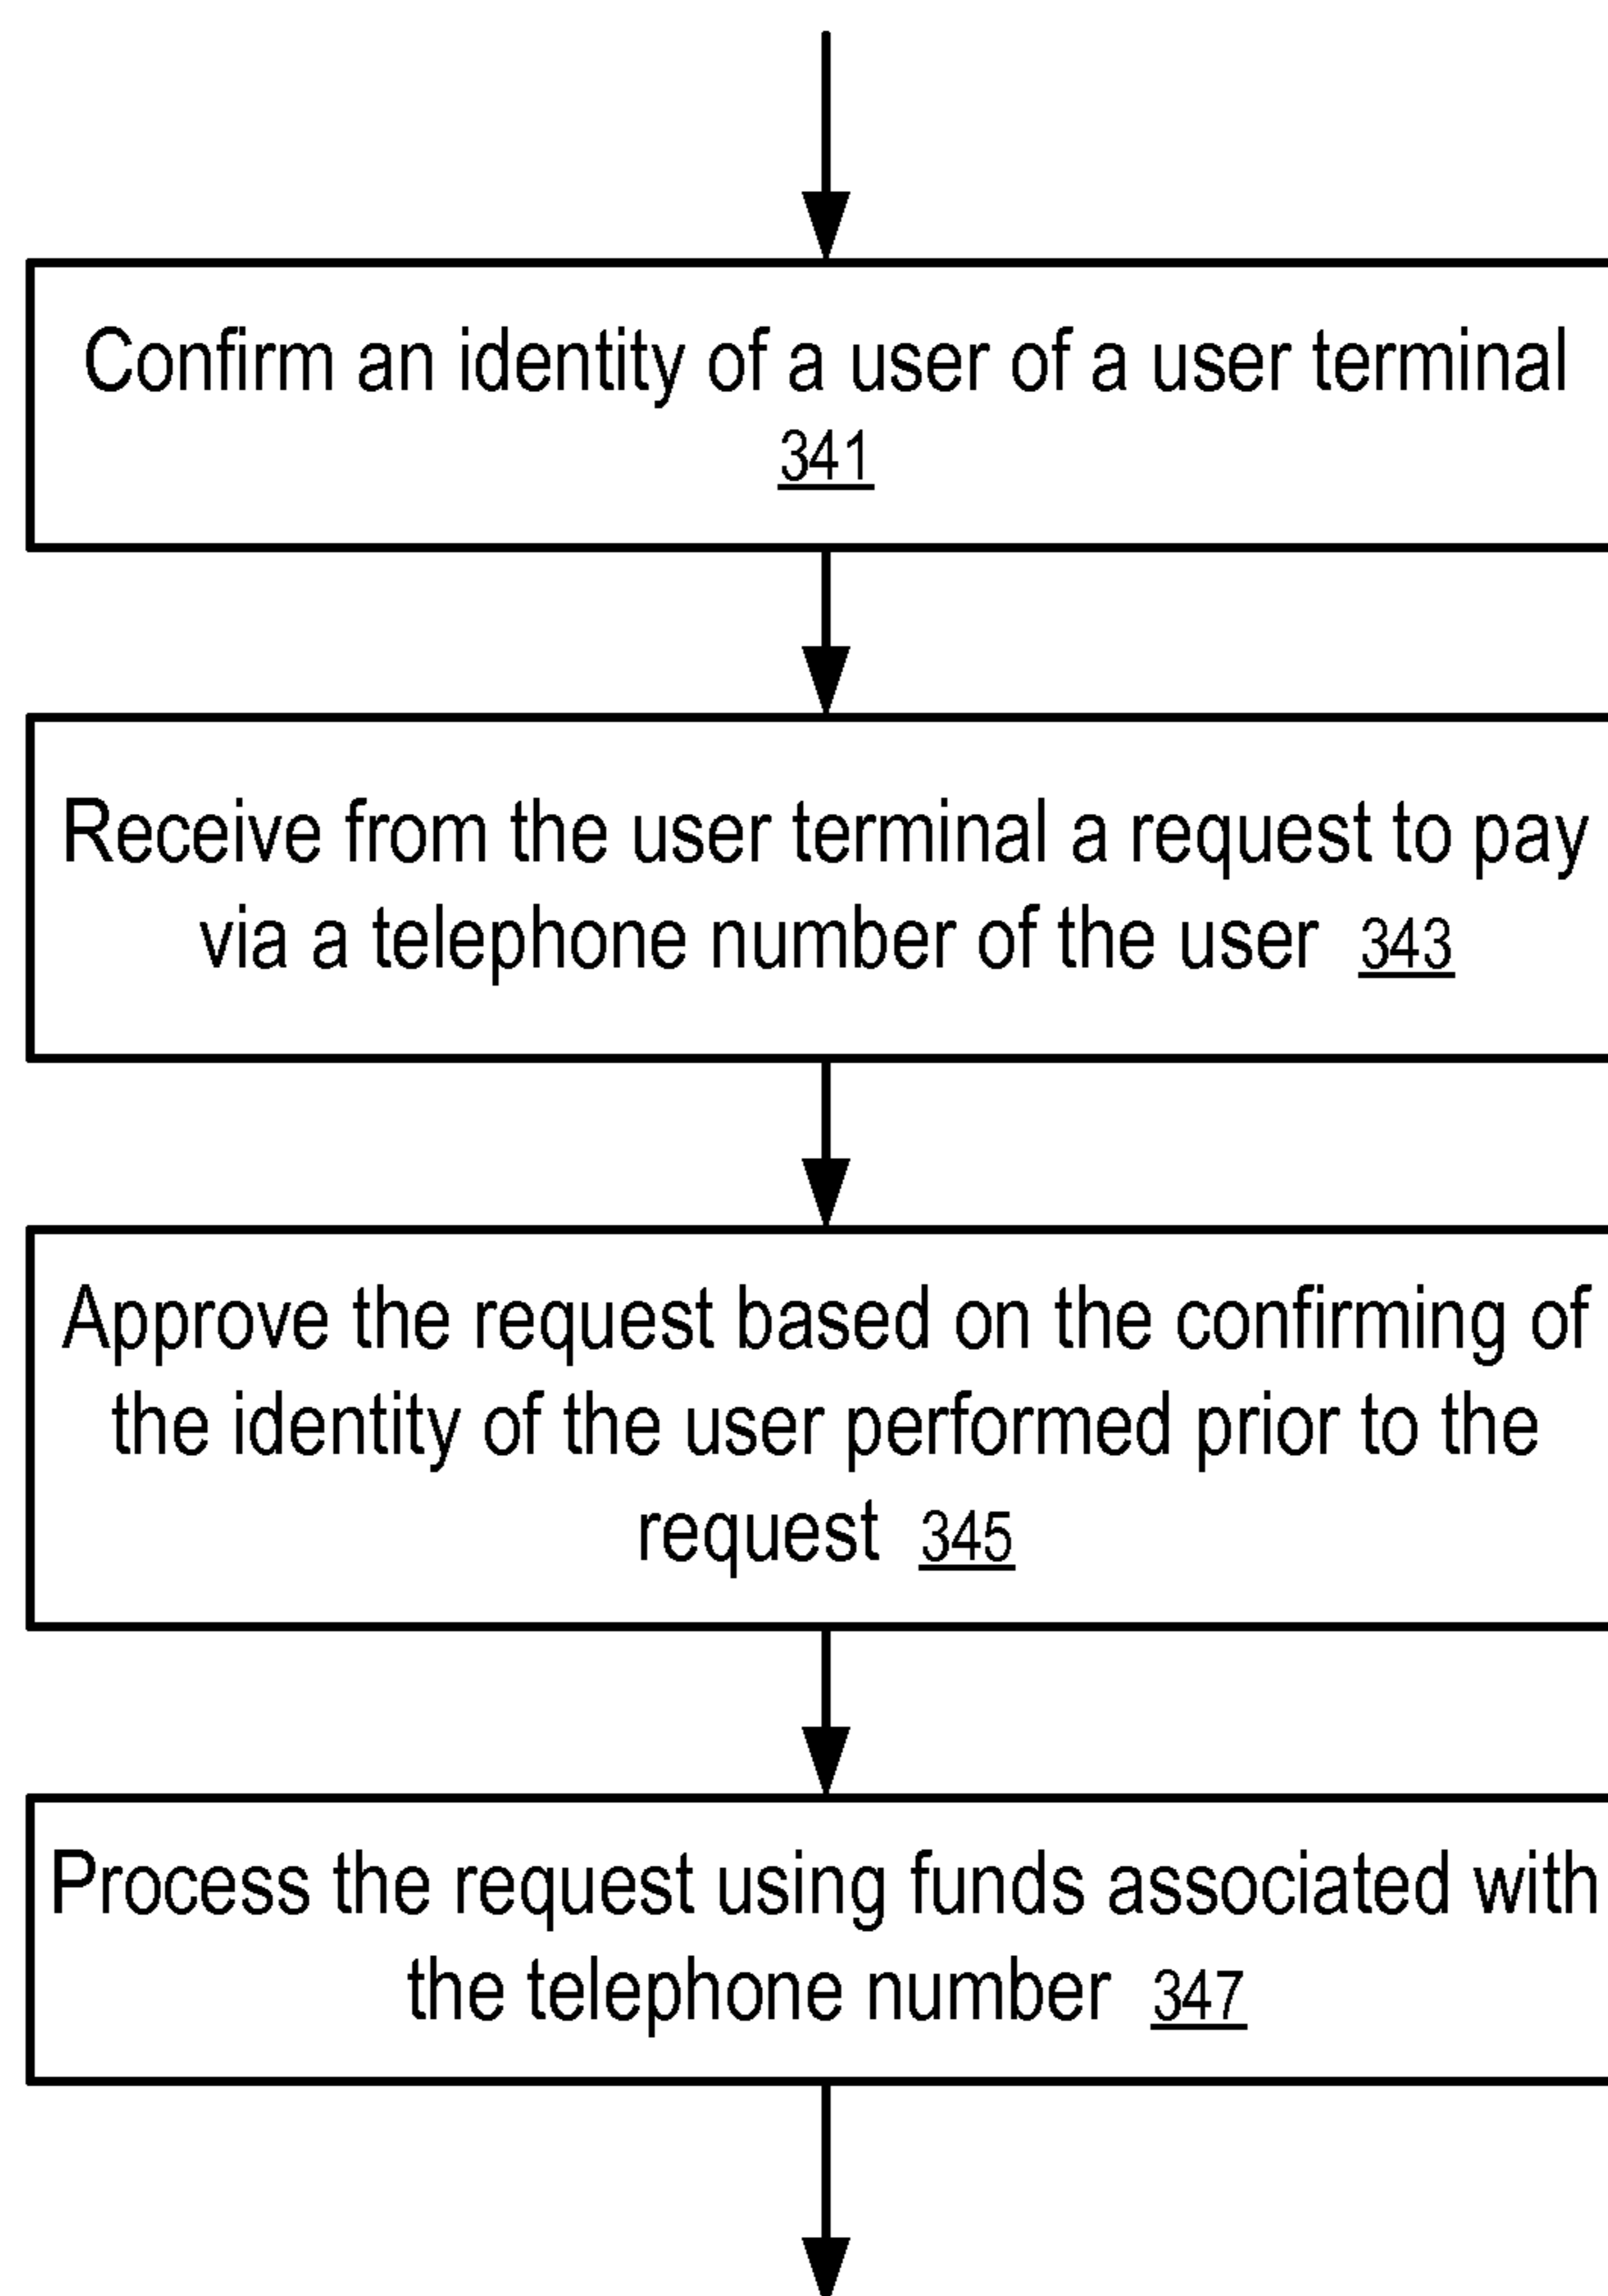 Confirm an identity of a user of a user terminal
341
Receive from the user terminal a request to pay
via a telephone number of the user 343
Approve the request based on the confirming of
the identity of the user performed prior to the
request 345
Process the request using funds associated with
the telephone number 347